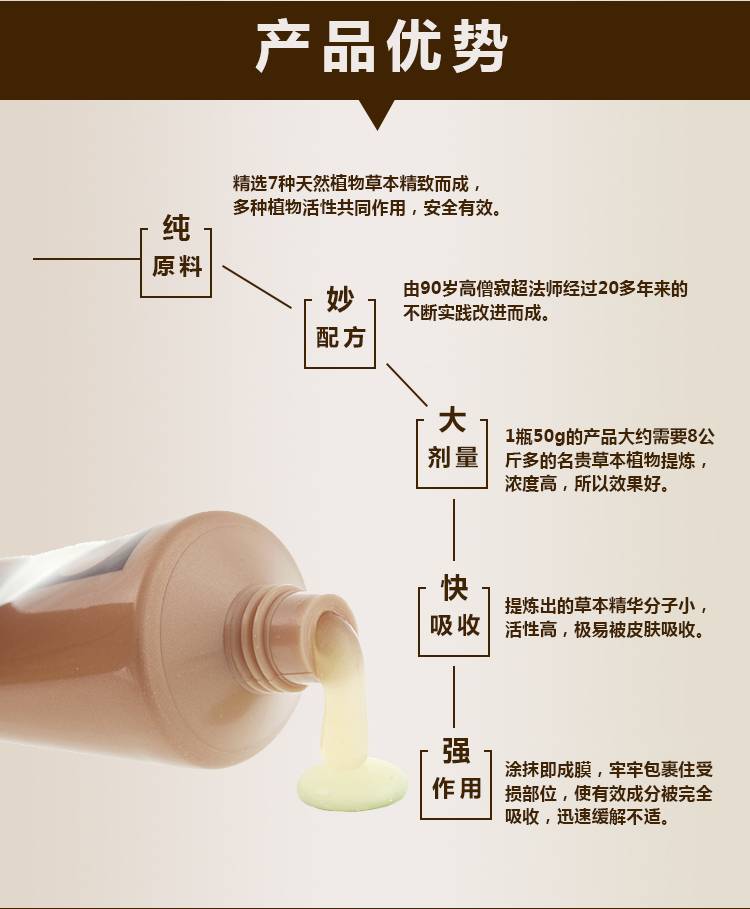 产品优势
精选7种天然植物草本精致而成，
多种植物活性共同作用，安全有效。
纯
原料
由90岁高僧寂超法师经过20多年来的
不断实践改进而成。
妙
配方
大
剂量
1瓶50g的产品大约需要8公
斤多的名贵草本植物提炼，
浓度高，所以效果好。
快
吸收
提炼出的草本精华分子小，
活性高，极易被皮肤吸收。
强
作用
涂抹即成膜，牢牢包裹住受
损部位，使有效成分被完全
吸收，迅速缓解不适。